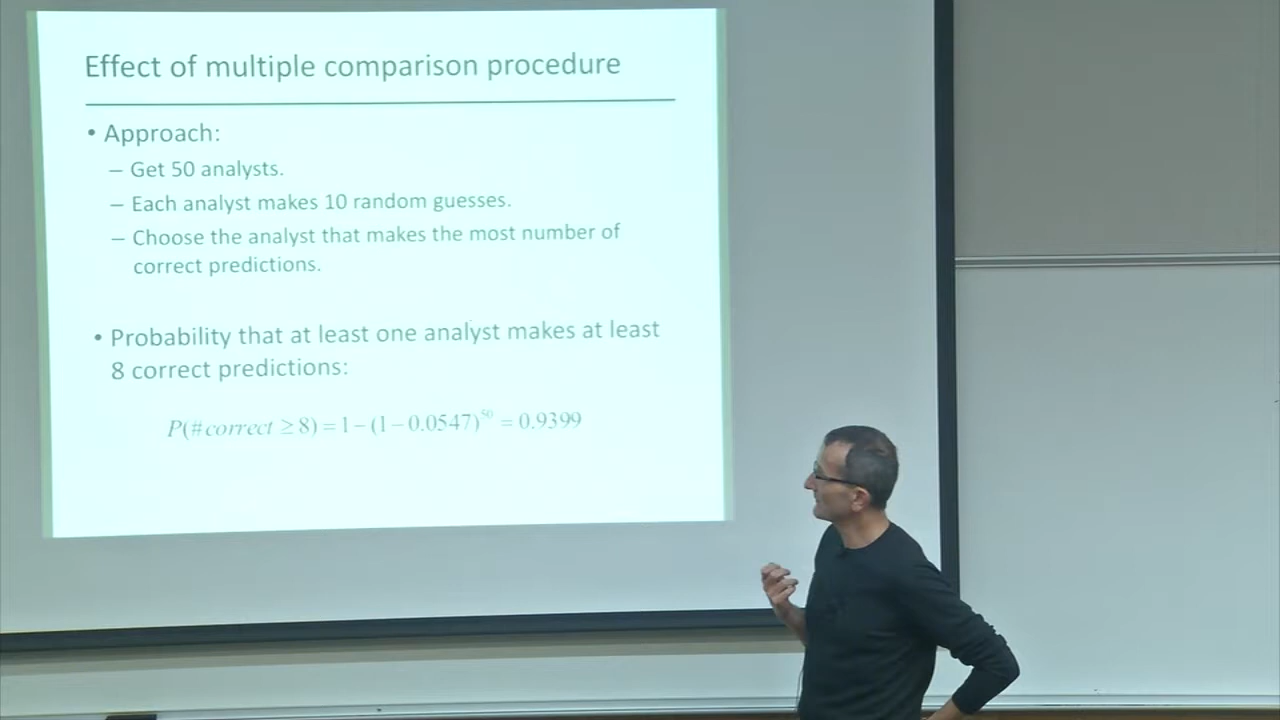 Effect of multiple comparison procedure
• Approach:
– Get 50 analysts.
– Each analyst makes 10 random guesses.
– Choose the analyst that makes the most number of
correct predictions.
• Probability that at least one analyst makes at least
8 correct predictions:
P(#correct ≥ 8) = 1 − (1 − 0.0547)⁵⁰ = 0.9399